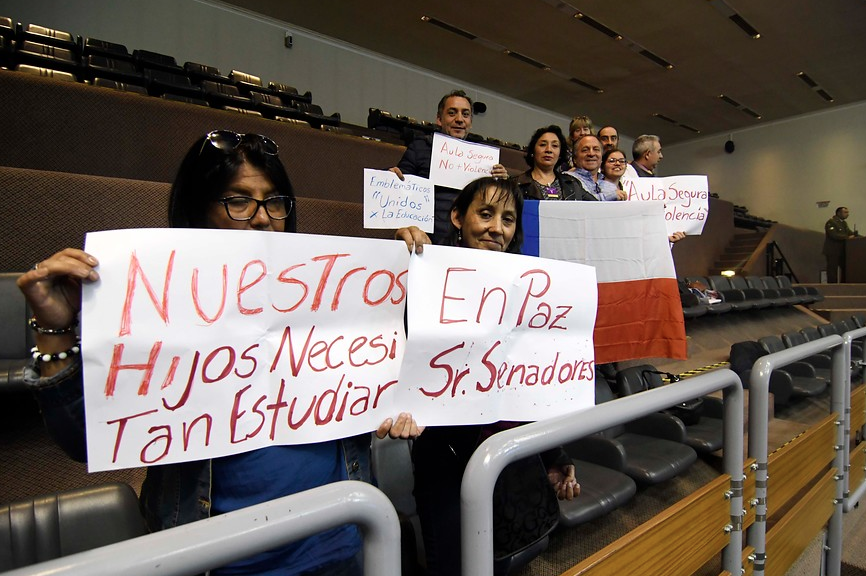 Nuestros
Hijos Necesi
Tan Estudiar
En Paz
Sr. Senadores
Emblemáticos
"Unidos"
x La Educación
Aula Segura
No + Violencia
Aula Segura
Violencia)